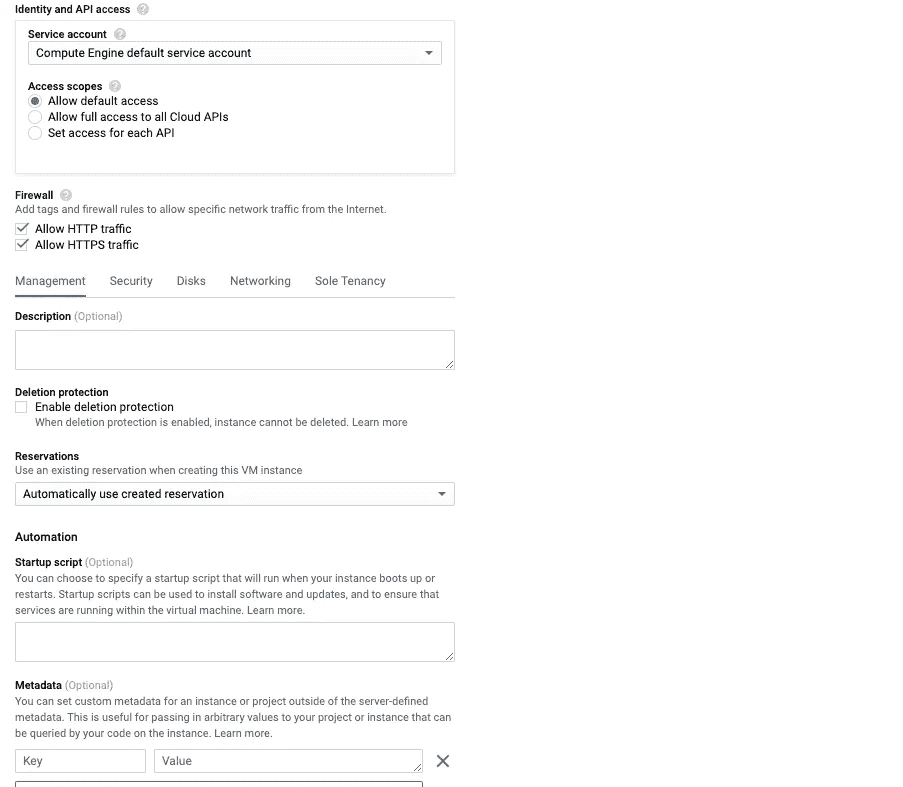 Identity and API access ?
Service account ?
Compute Engine default service account
Access scopes ?
Allow default access
Allow full access to all Cloud APIs
Set access for each API
Firewall ?
Add tags and firewall rules to allow specific network traffic from the Internet.
Allow HTTP traffic
Allow HTTPS traffic
Management Security Disks Networking Sole Tenancy
Description (Optional)
Deletion protection
Enable deletion protection
When deletion protection is enabled, instance cannot be deleted. Learn more
Reservations
Use an existing reservation when creating this VM instance
Automatically use created reservation
Automation
Startup script (Optional)
You can choose to specify a startup script that will run when your instance boots up or
restarts. Startup scripts can be used to install software and updates, and to ensure that
services are running within the virtual machine. Learn more.
Metadata (Optional)
You can set custom metadata for an instance or project outside of the server-defined
metadata. This is useful for passing in arbitrary values to your project or instance that can
be queried by your code on the instance. Learn more.
Key Value